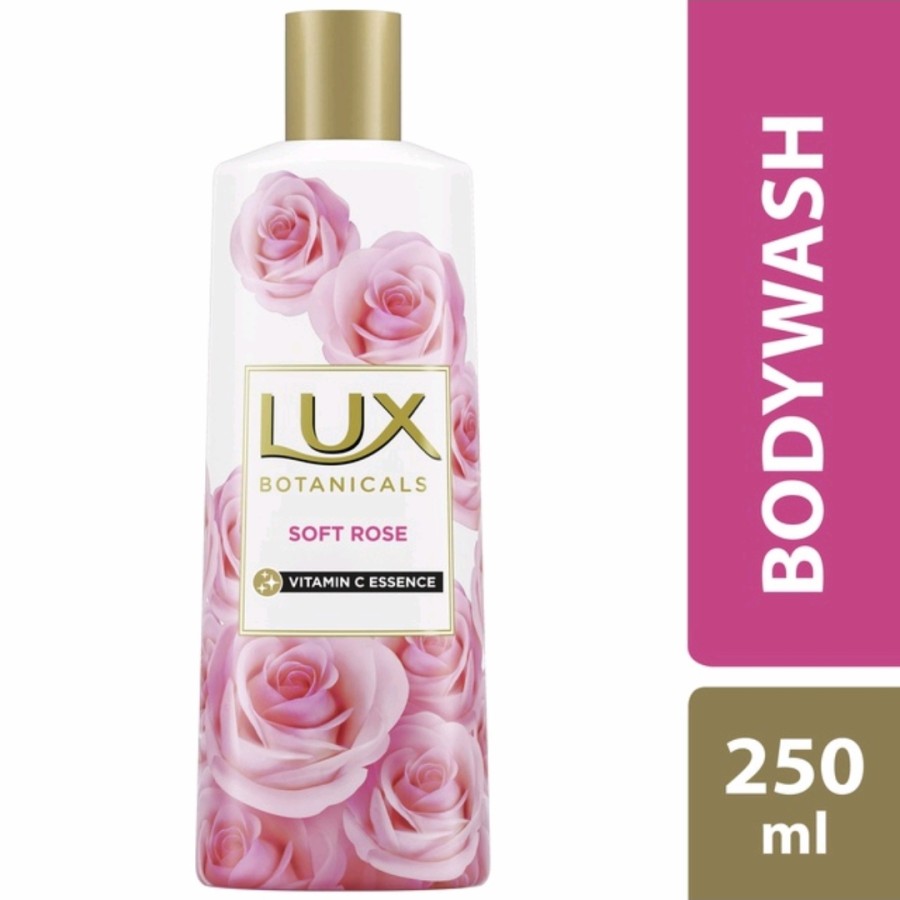 LUX
BOTANICALS
SOFT ROSE
VITAMIN C ESSENCE
BODYWASH
250
ml